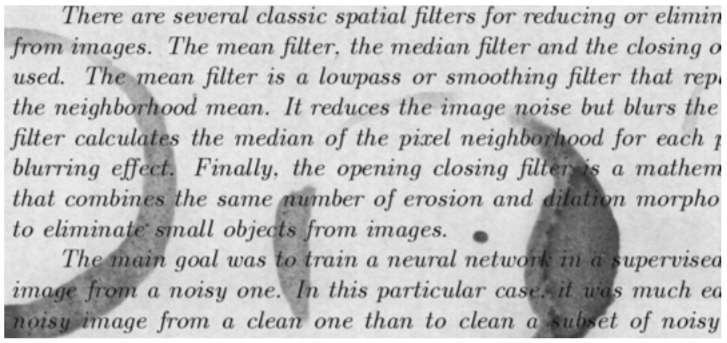 There are several classic spatial filters for reducing or elimin
from images. The mean filter, the median filter and the closing o
used. The mean filter is a lowpass or smoothing filter that repl
the neighborhood mean. It reduces the image noise but blurs the
filter calculates the median of the pixel neighborhood for each p
blurring effect. Finally, the opening closing filter is a mathem
that combines the same number of erosion and dilation morpho
to eliminate small objects from images.
The main goal was to train a neural network in a supervised
image from a noisy one. In this particular case, it was much ea
noisy image from a clean one than to clean a subset of noisy